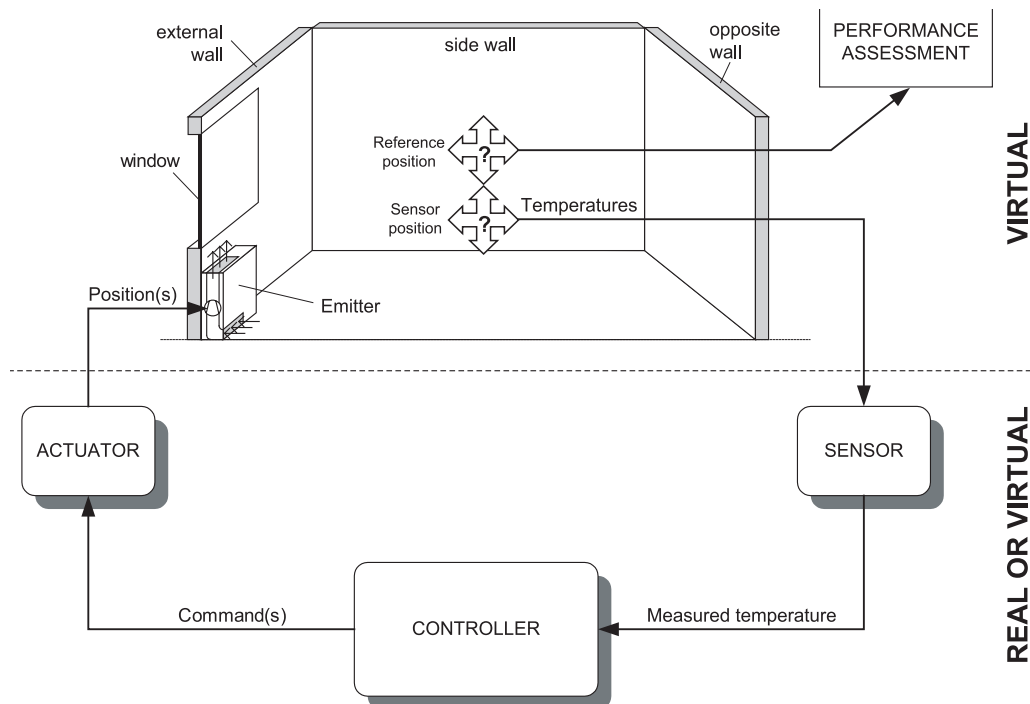 external
wall
side wall
opposite
wall
PERFORMANCE
ASSESSMENT
window
Reference
position
?
Sensor
position
?
Temperatures
VIRTUAL
Position(s)
Emitter
ACTUATOR
SENSOR
Command(s)
CONTROLLER
Measured temperature
REAL OR VIRTUAL